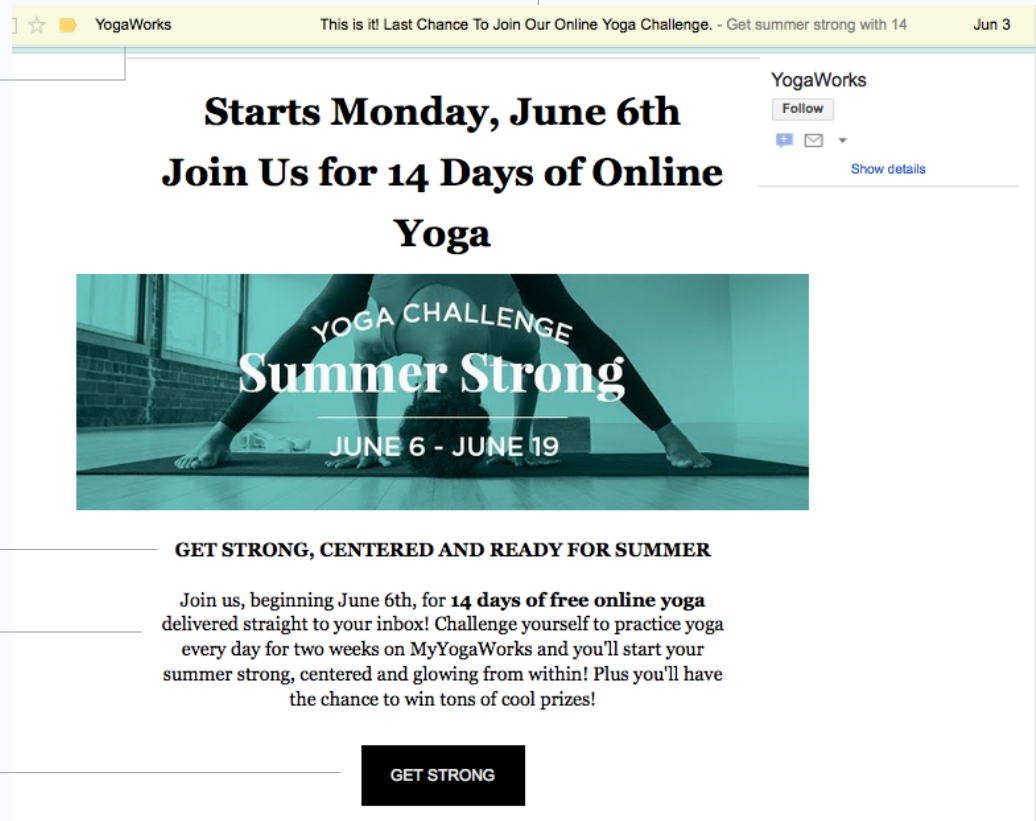 YogaWorks This is it! Last Chance To Join Our Online Yoga Challenge. - Get summer strong with 14 Jun 3
YogaWorks
Follow
Show details
Starts Monday, June 6th
Join Us for 14 Days of Online
Yoga
YOGA CHALLENGE
Summer Strong
JUNE 6 - JUNE 19
GET STRONG, CENTERED AND READY FOR SUMMER
Join us, beginning June 6th, for 14 days of free online yoga
delivered straight to your inbox! Challenge yourself to practice yoga
every day for two weeks on MyYogaWorks and you'll start your
summer strong, centered and glowing from within! Plus you'll have
the chance to win tons of cool prizes!
GET STRONG